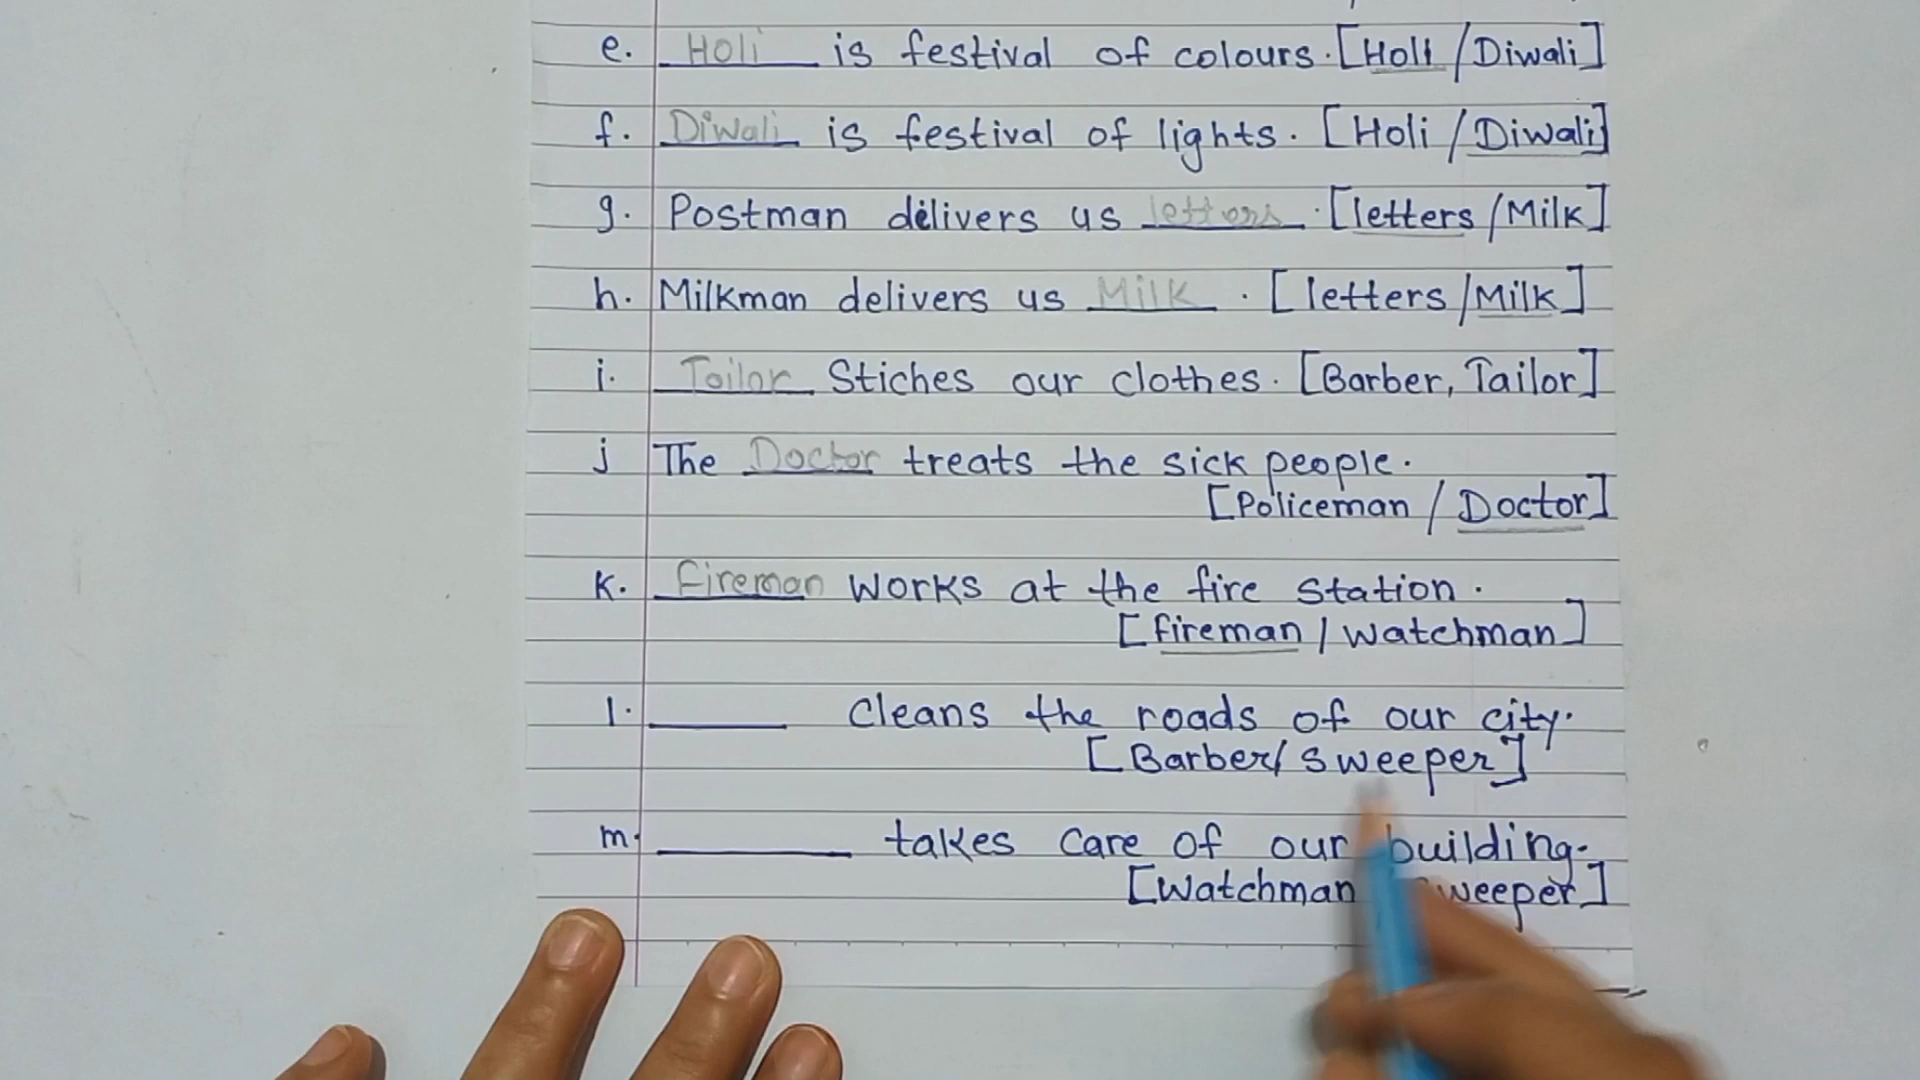 e. Holi is festival of colours. [Holi / Diwali]
f. Diwali is festival of lights. [Holi / Diwali]
g. Postman delivers us letters. [letters / Milk]
h. Milkman delivers us Milk. [letters / Milk]
i. Tailor Stiches our clothes. [Barber, Tailor]
j The Doctor treats the sick people.
[Policeman / Doctor]
k. Fireman works at the fire station.
[fireman / watchman]
l. ______ cleans the roads of our city.
[Barber/ Sweeper]
m. ______ takes care of our building.
[Watchman weeper]